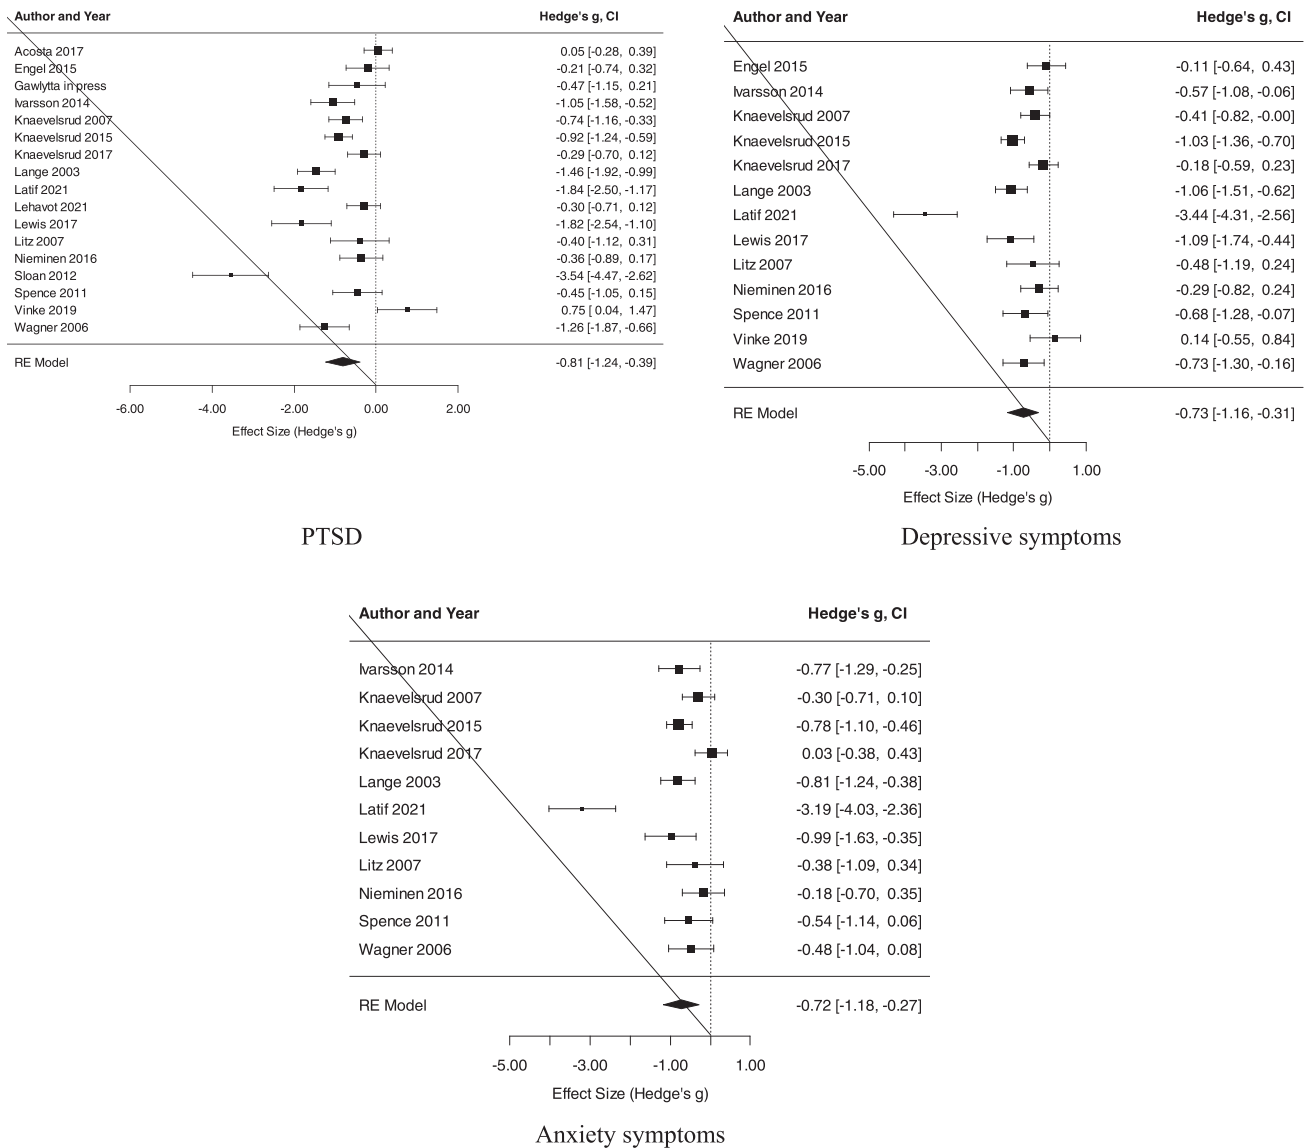 Author and Year Hedge's g, CI
Acosta 2017 0.05 [-0.28, 0.39]
Engel 2015 -0.21 [-0.74, 0.32]
Gawlytta in press -0.47 [-1.15, 0.21]
Ivarsson 2014 -1.05 [-1.58, -0.52]
Knaevelsrud 2007 -0.74 [-1.16, -0.33]
Knaevelsrud 2015 -0.92 [-1.24, -0.59]
Knaevelsrud 2017 -0.29 [-0.70, 0.12]
Lange 2003 -1.46 [-1.92, -0.99]
Latif 2021 -1.84 [-2.50, -1.17]
Lehavot 2021 -0.30 [-0.71, 0.12]
Lewis 2017 -1.82 [-2.54, -1.10]
Litz 2007 -0.40 [-1.12, 0.31]
Nieminen 2016 -0.36 [-0.89, 0.17]
Sloan 2012 -3.54 [-4.47, -2.62]
Spence 2011 -0.45 [-1.05, 0.15]
Vinke 2019 0.75 [ 0.04, 1.47]
Wagner 2006 -1.26 [-1.87, -0.66]
RE Model -0.81 [-1.24, -0.39]
-6.00 -4.00 -2.00 0.00 2.00
Effect Size (Hedge's g)
PTSD
Author and Year Hedge's g, CI
Engel 2015 -0.11 [-0.64, 0.43]
Ivarsson 2014 -0.57 [-1.08, -0.06]
Knaevelsrud 2007 -0.41 [-0.82, -0.00]
Knaevelsrud 2015 -1.03 [-1.36, -0.70]
Knaevelsrud 2017 -0.18 [-0.59, 0.23]
Lange 2003 -1.06 [-1.51, -0.62]
Latif 2021 -3.44 [-4.31, -2.56]
Lewis 2017 -1.09 [-1.74, -0.44]
Litz 2007 -0.48 [-1.19, 0.24]
Nieminen 2016 -0.29 [-0.82, 0.24]
Spence 2011 -0.68 [-1.28, -0.07]
Vinke 2019 0.14 [-0.55, 0.84]
Wagner 2006 -0.73 [-1.30, -0.16]
RE Model -0.73 [-1.16, -0.31]
-5.00 -3.00 -1.00 1.00
Effect Size (Hedge's g)
Depressive symptoms
Author and Year Hedge's g, CI
Ivarsson 2014 -0.77 [-1.29, -0.25]
Knaevelsrud 2007 -0.30 [-0.71, 0.10]
Knaevelsrud 2015 -0.78 [-1.10, -0.46]
Knaevelsrud 2017 0.03 [-0.38, 0.43]
Lange 2003 -0.81 [-1.24, -0.38]
Latif 2021 -3.19 [-4.03, -2.36]
Lewis 2017 -0.99 [-1.63, -0.35]
Litz 2007 -0.38 [-1.09, 0.34]
Nieminen 2016 -0.18 [-0.70, 0.35]
Spence 2011 -0.54 [-1.14, 0.06]
Wagner 2006 -0.48 [-1.04, 0.08]
RE Model -0.72 [-1.18, -0.27]
-5.00 -3.00 -1.00 1.00
Effect Size (Hedge's g)
Anxiety symptoms